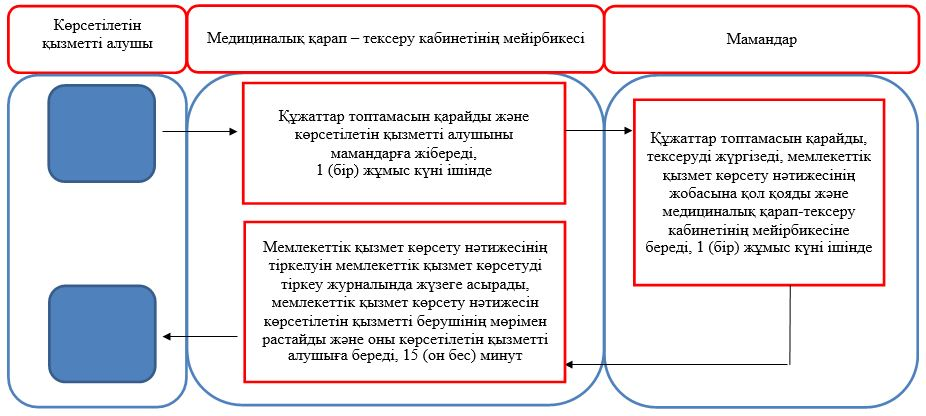 Көрсетілетін
қызметті алушы
Медициналық қарап – тексеру кабинетінің мейірбикесі
Мамандар
Құжаттар топтамасын қарайды және
көрсетілетін қызметті алушыны
мамандарға жібереді,
1 (бір) жұмыс күні ішінде
Құжаттар топтамасын қарайды,
тексеруді жүргізеді, мемлекеттік
қызмет көрсету нәтижесінің
жобасына қол қояды және
медициналық қарап-тексеру
кабинетінің мейірбикесіне
береді, 1 (бір) жұмыс күні ішінде
Мемлекеттік қызмет көрсету нәтижесінің
тіркелуін мемлекеттік қызмет көрсетуді
тіркеу журналында жүзеге асырады,
мемлекеттік қызмет көрсету нәтижесін
көрсетілетін қызметті берушінің мөрімен
растайды және оны көрсетілетін қызметті
алушыға береді, 15 (он бес) минут